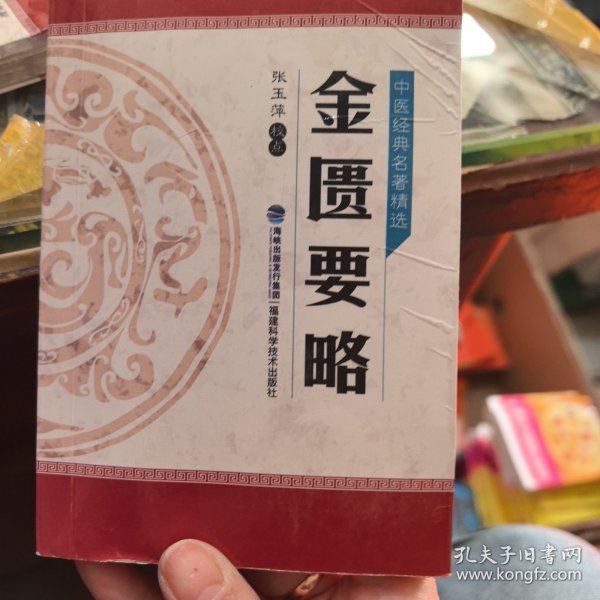 中医经典名著精选
金匮要略
张玉萍 校点
海峡出版发行集团
福建科学技术出版社
孔夫子旧书网
www.kongfz.com